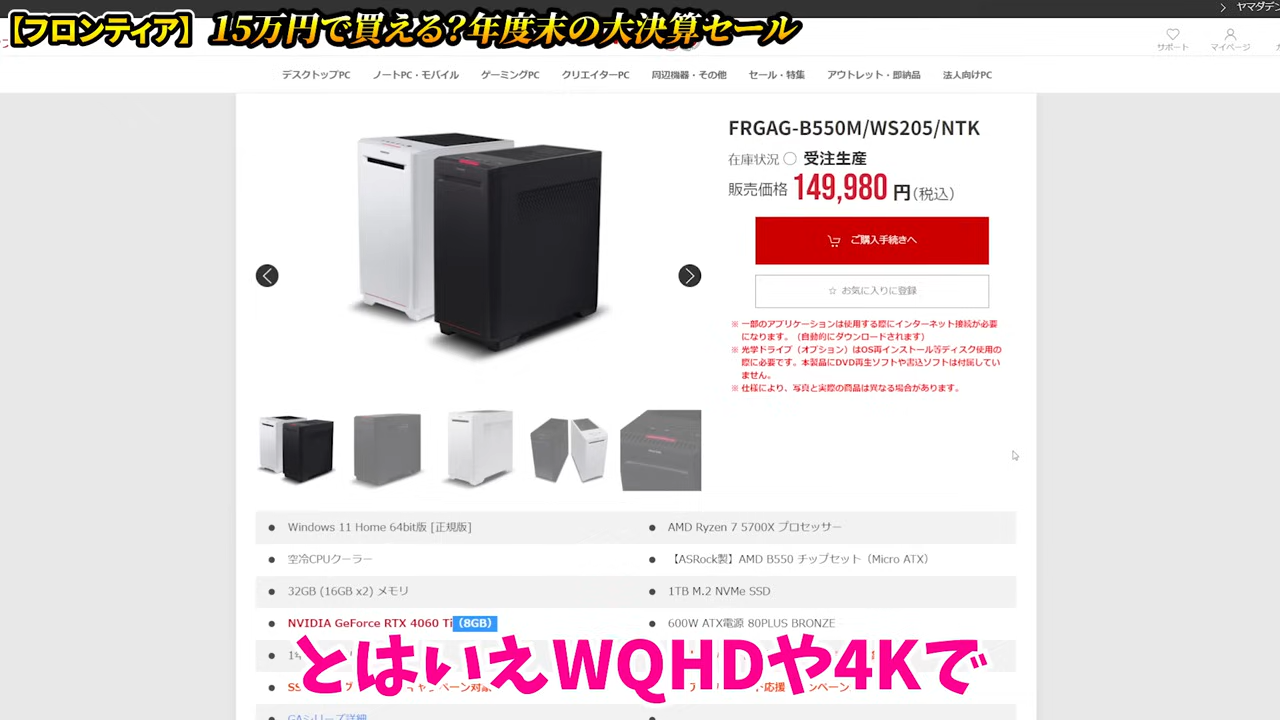 【フロンティア】 15万円で買える?年度末の大決算セール
ヤマダデン
サポート
マイページ
デスクトップPC ノートPC・モバイル ゲーミングPC クリエイターPC 周辺機器・その他 セール・特集 アウトレット・即納品 法人向けPC
FRGAG-B550M/WS205/NTK
在庫状況 〇 受注生産
販売価格 149,980 円(税込)
ご購入手続きへ
☆ お気に入りに登録
※ 一部のアプリケーションは使用する際にインターネット接続が必要
になります。（自動的にダウンロードされます）
※ 光学ドライブ（オプション）はOS再インストール等ディスク使用の
際に必要です。本製品にDVD再生ソフトや書込ソフトは付属してい
ません。
※ 仕様により、写真と実際の商品は異なる場合があります。
● Windows 11 Home 64bit版 [正規版]
● AMD Ryzen 7 5700X プロセッサー
● 空冷CPUクーラー
● 【ASRock製】AMD B550 チップセット（Micro ATX）
● 32GB (16GB x2) メモリ
● 1TB M.2 NVMe SSD
● NVIDIA GeForce RTX 4060 Ti（8GB）
● 600W ATX電源 80PLUS BRONZE
とはいえWQHDや4Kで
GAシリーズ詳細